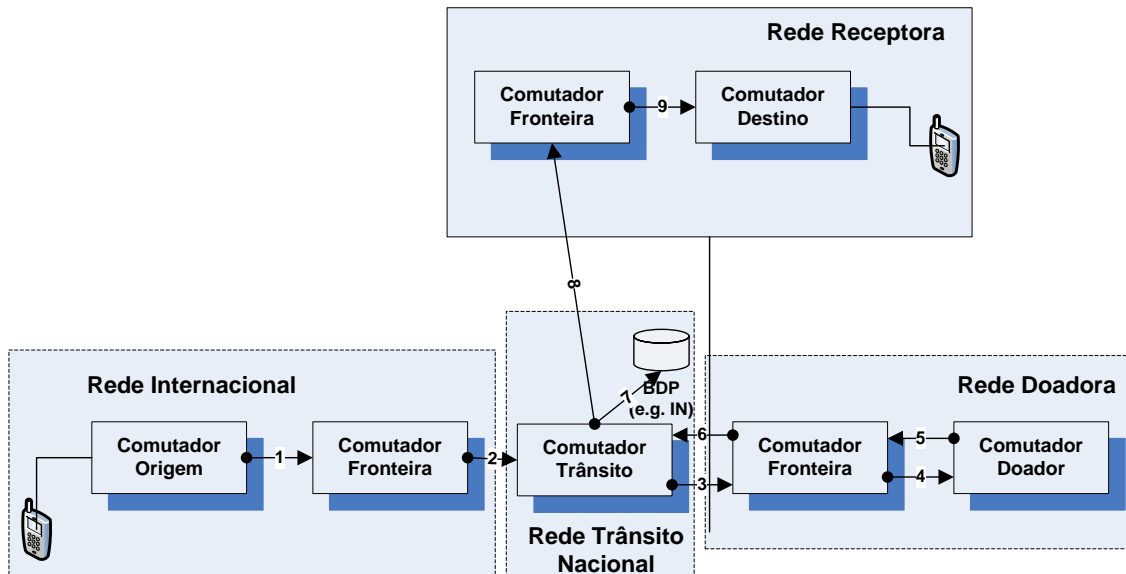 Rede Receptora
Comutador
Fronteira
9
Comutador
Destino
8
Rede Internacional
Comutador
Origem
1
Comutador
Fronteira
2
BDP
(e.g. IN)
7
Comutador
Trânsito
Rede Trânsito
Nacional
6
3
Rede Doadora
Comutador
Fronteira
5
4
Comutador
Doador